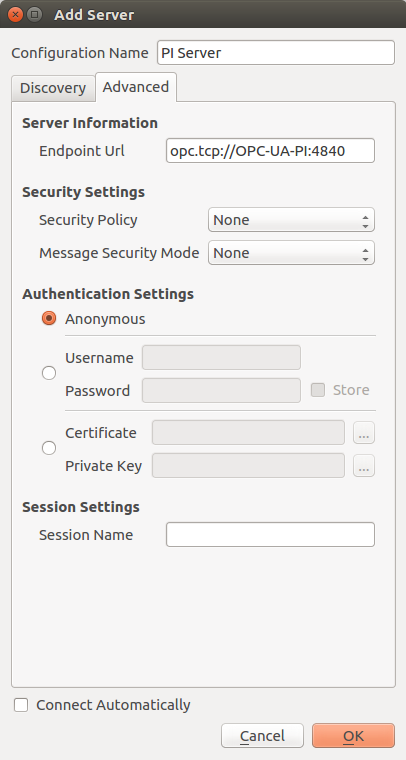 Add Server
Configuration Name PI Server
Discovery Advanced
Server Information
Endpoint Url opc.tcp://OPC-UA-PI:4840
Security Settings
Security Policy None
Message Security Mode None
Authentication Settings
Anonymous
Username
Password Store
Certificate ...
Private Key ...
Session Settings
Session Name
Connect Automatically
Cancel OK